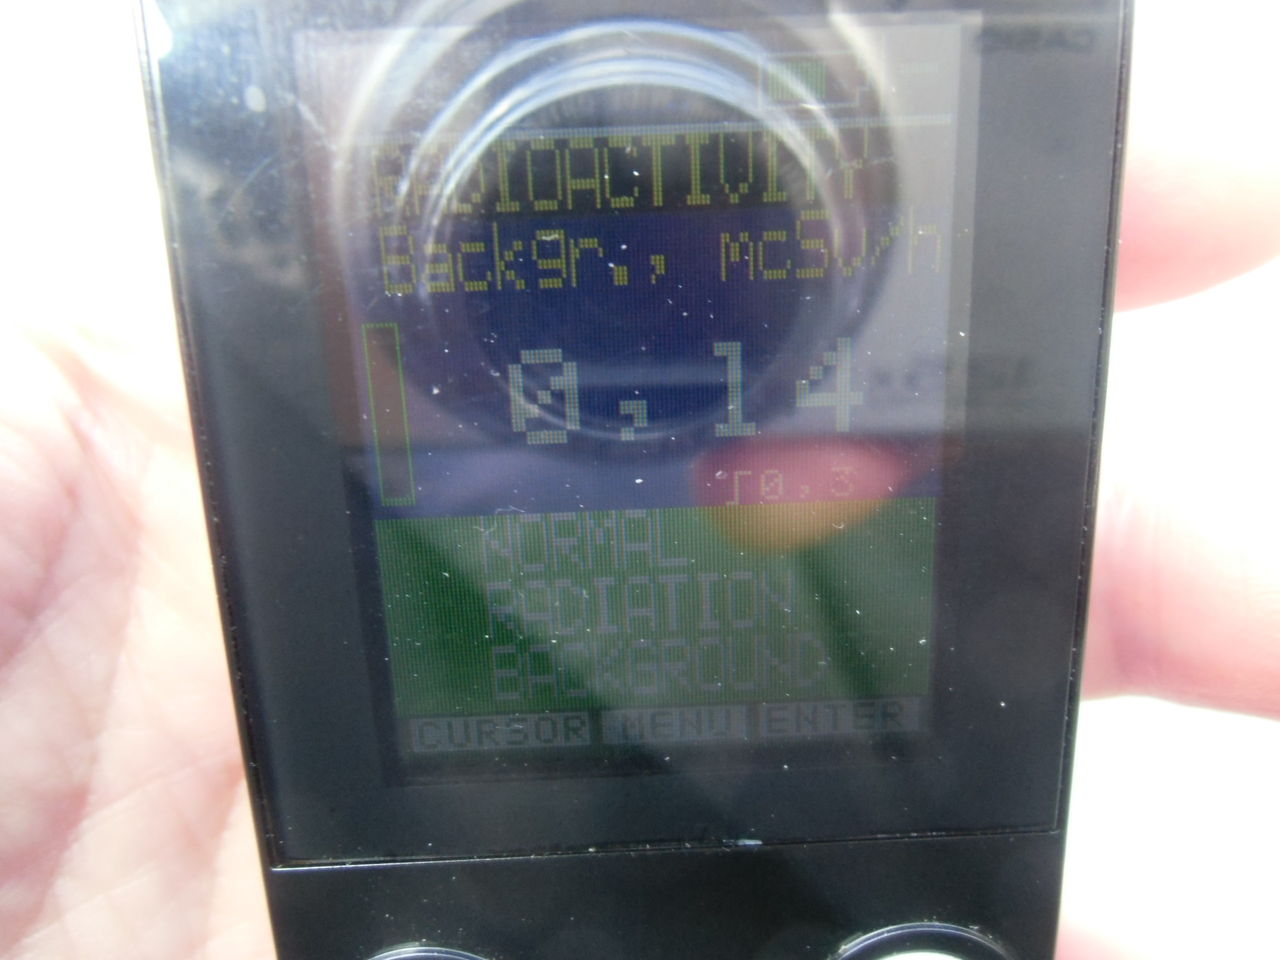 RADIOACTIVITY
Backgr., mcSv/h
0,14
NORMAL
RADIATION
BACKGROUND
CURSOR MENU ENTER